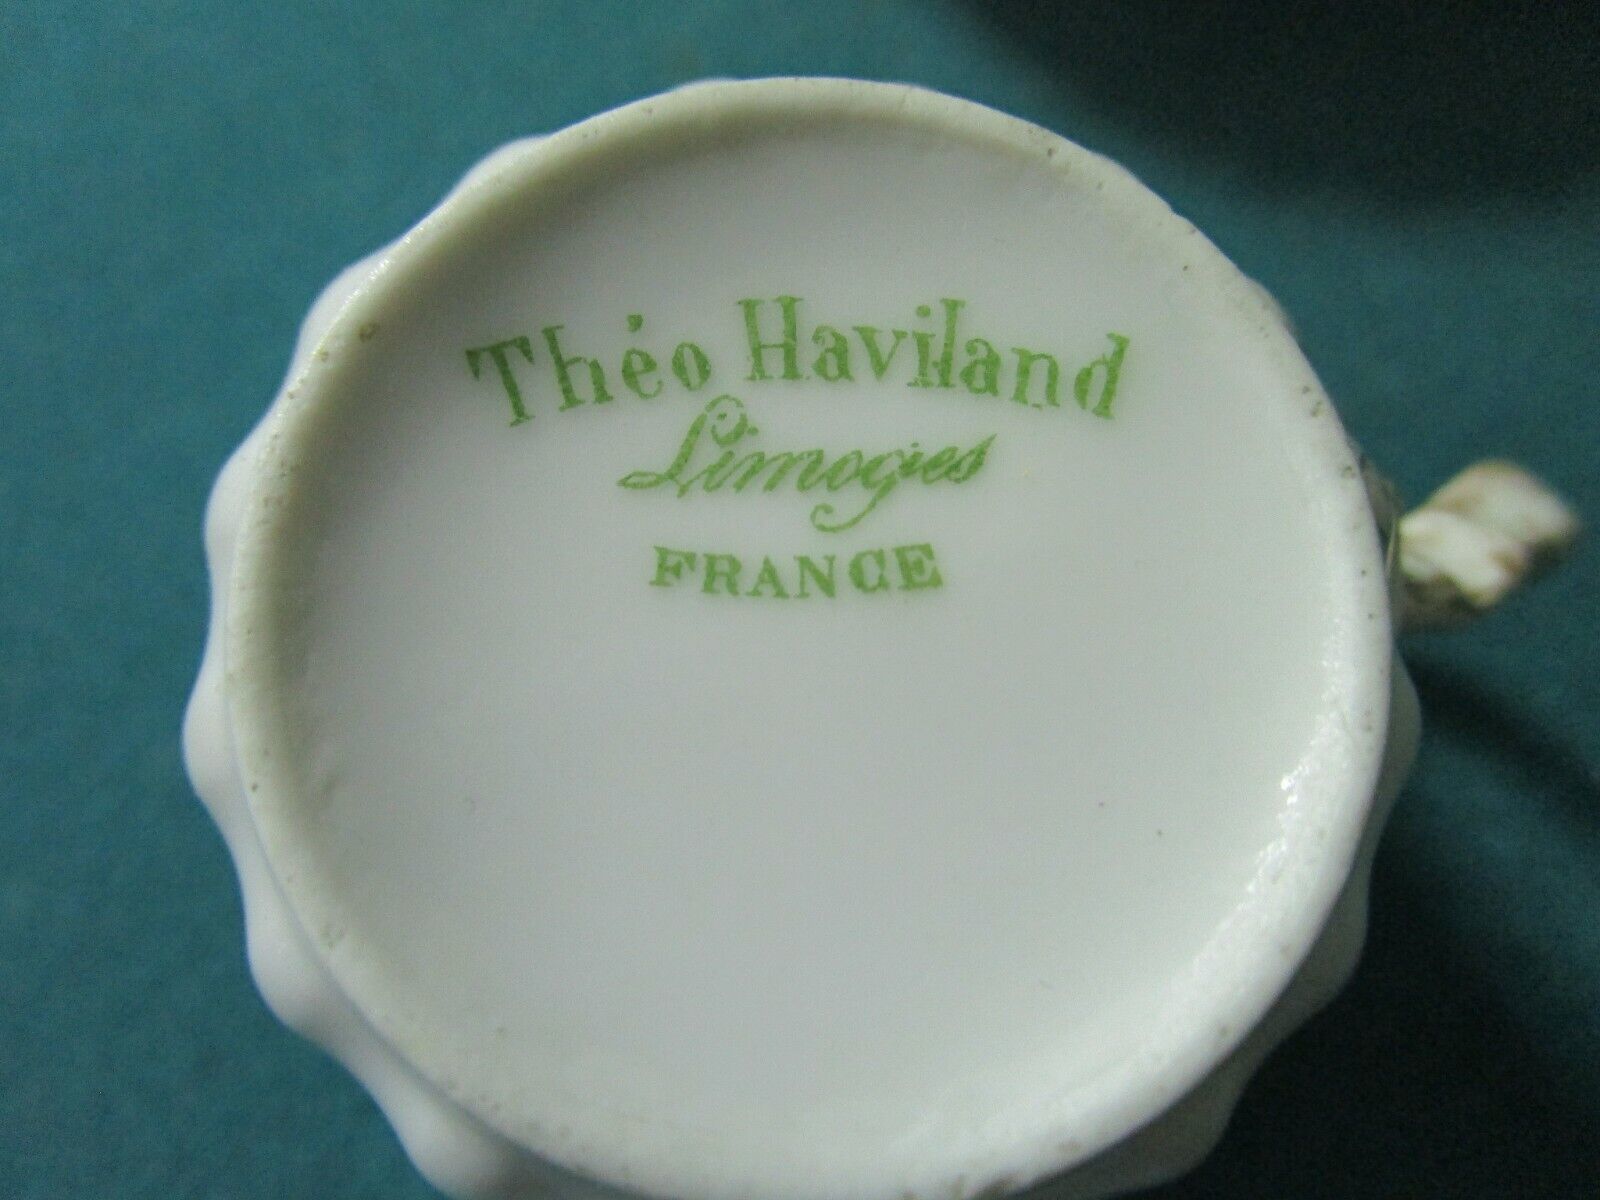 Théo Haviland
Limoges
FRANCE